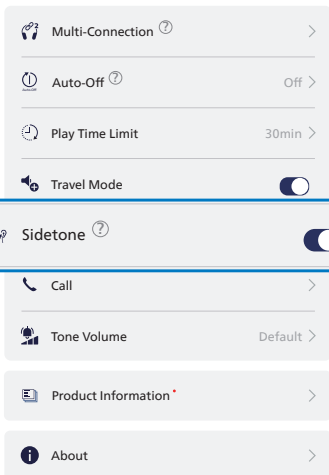 Multi-Connection ?
Auto-Off ? Off
Play Time Limit 30min
Travel Mode
Sidetone ?
Call
Tone Volume Default
Product Information
About